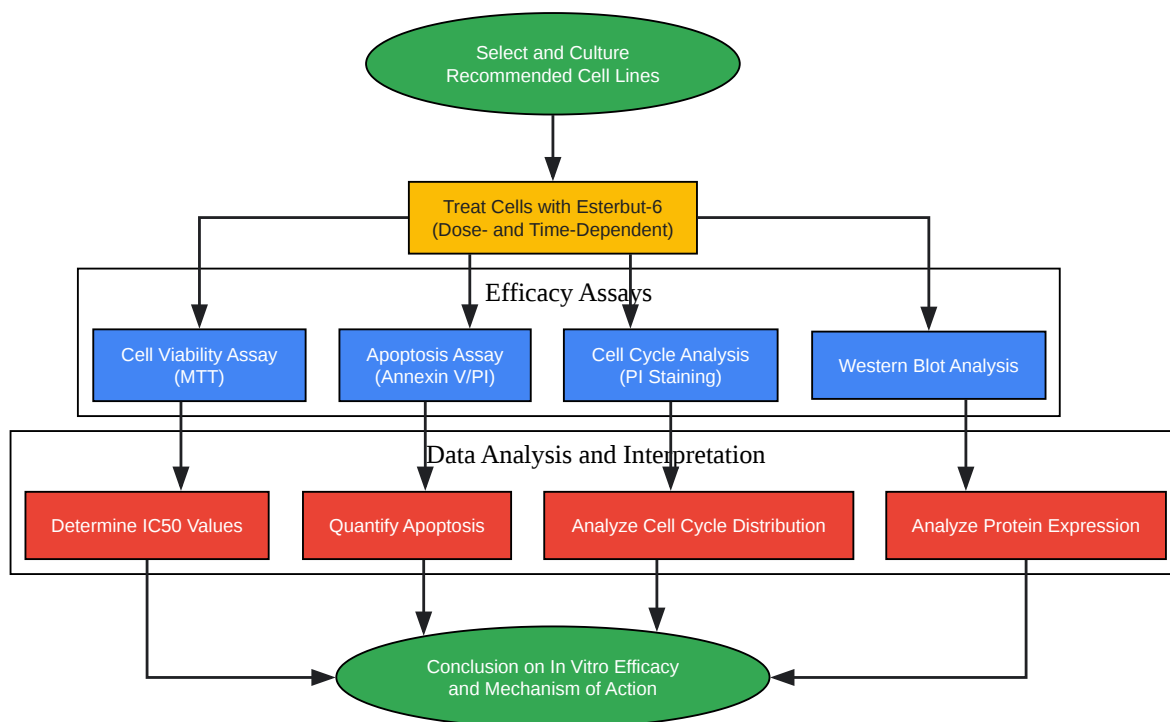 Select and Culture
Recommended Cell Lines
Treat Cells with Esterbut-6
(Dose- and Time-Dependent)
Efficacy Assays
Cell Viability Assay
(MTT)
Apoptosis Assay
(Annexin V/PI)
Cell Cycle Analysis
(PI Staining)
Western Blot Analysis
Data Analysis and Interpretation
Determine IC50 Values
Quantify Apoptosis
Analyze Cell Cycle Distribution
Analyze Protein Expression
Conclusion on In Vitro Efficacy
and Mechanism of Action